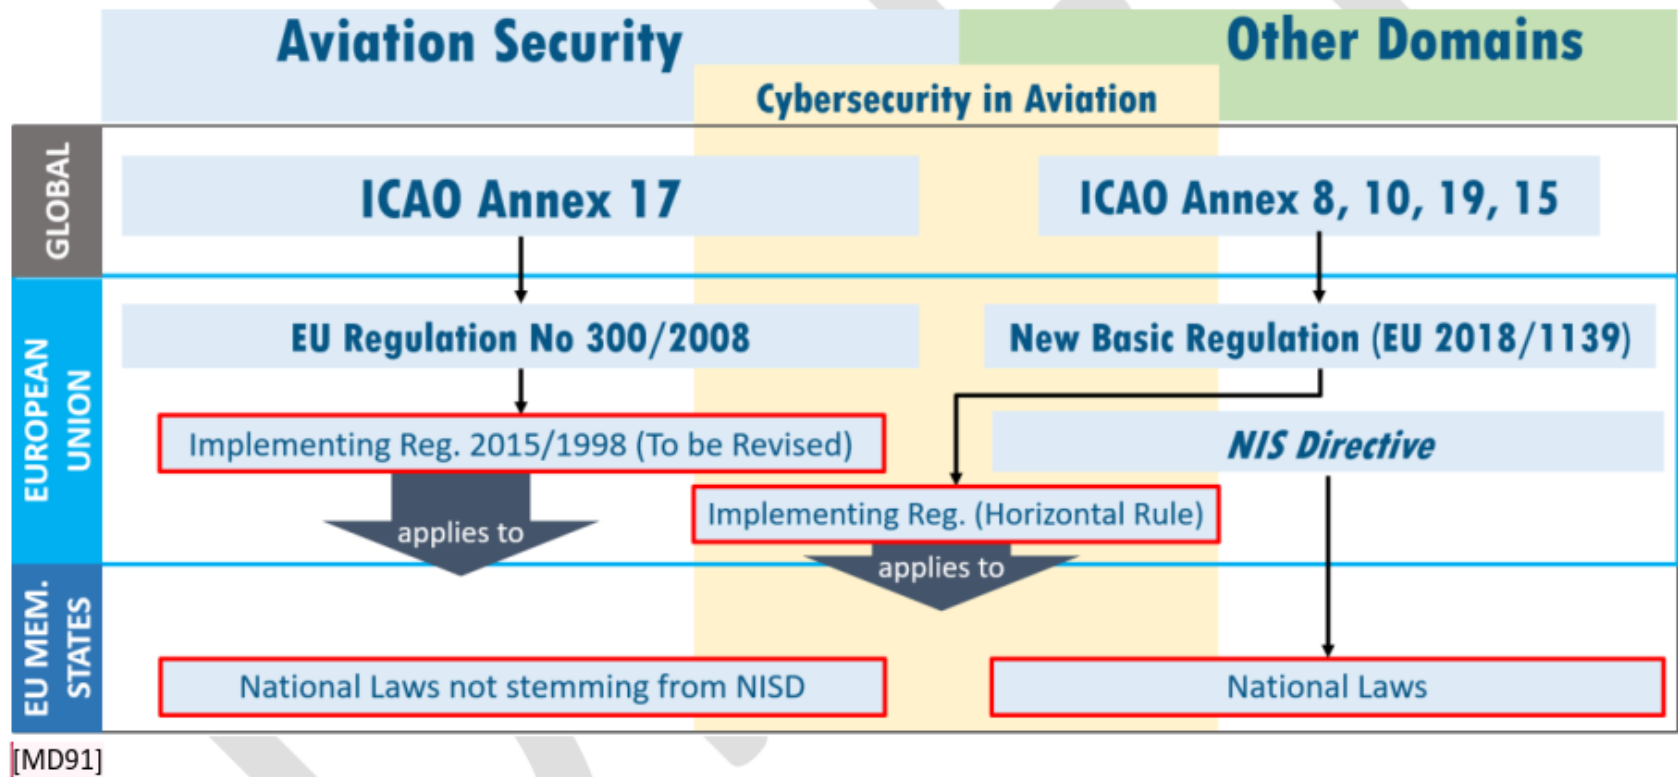 Aviation Security
Other Domains
Cybersecurity in Aviation
GLOBAL
ICAO Annex 17
ICAO Annex 8, 10, 19, 15
EUROPEAN
UNION
EU Regulation No 300/2008
New Basic Regulation (EU 2018/1139)
Implementing Reg. 2015/1998 (To be Revised)
NIS Directive
applies to
Implementing Reg. (Horizontal Rule)
applies to
EU MEM.
STATES
National Laws not stemming from NISD
National Laws
[MD91]